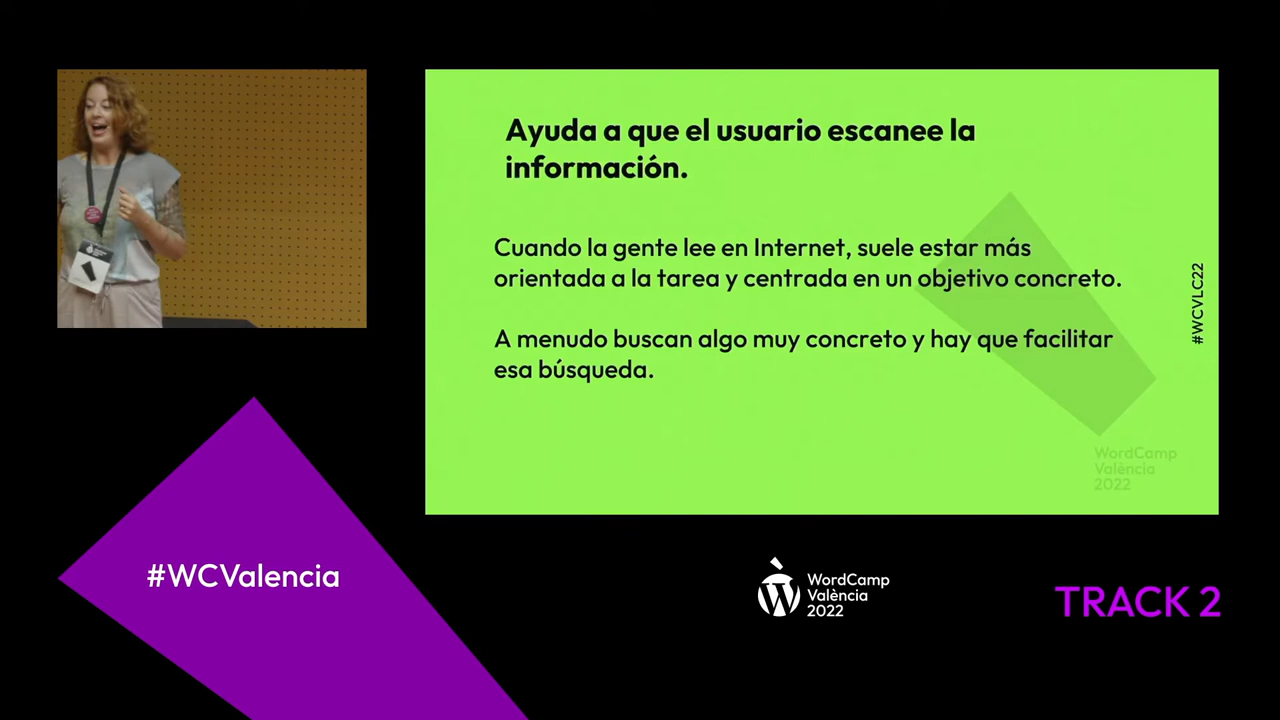 Ayuda a que el usuario escanee la
información.
Cuando la gente lee en Internet, suele estar más
orientada a la tarea y centrada en un objetivo concreto.
A menudo buscan algo muy concreto y hay que facilitar
esa búsqueda.
#WCVLC22
WordCamp
València
2022
#WCValencia
WordCamp
València
2022
TRACK 2